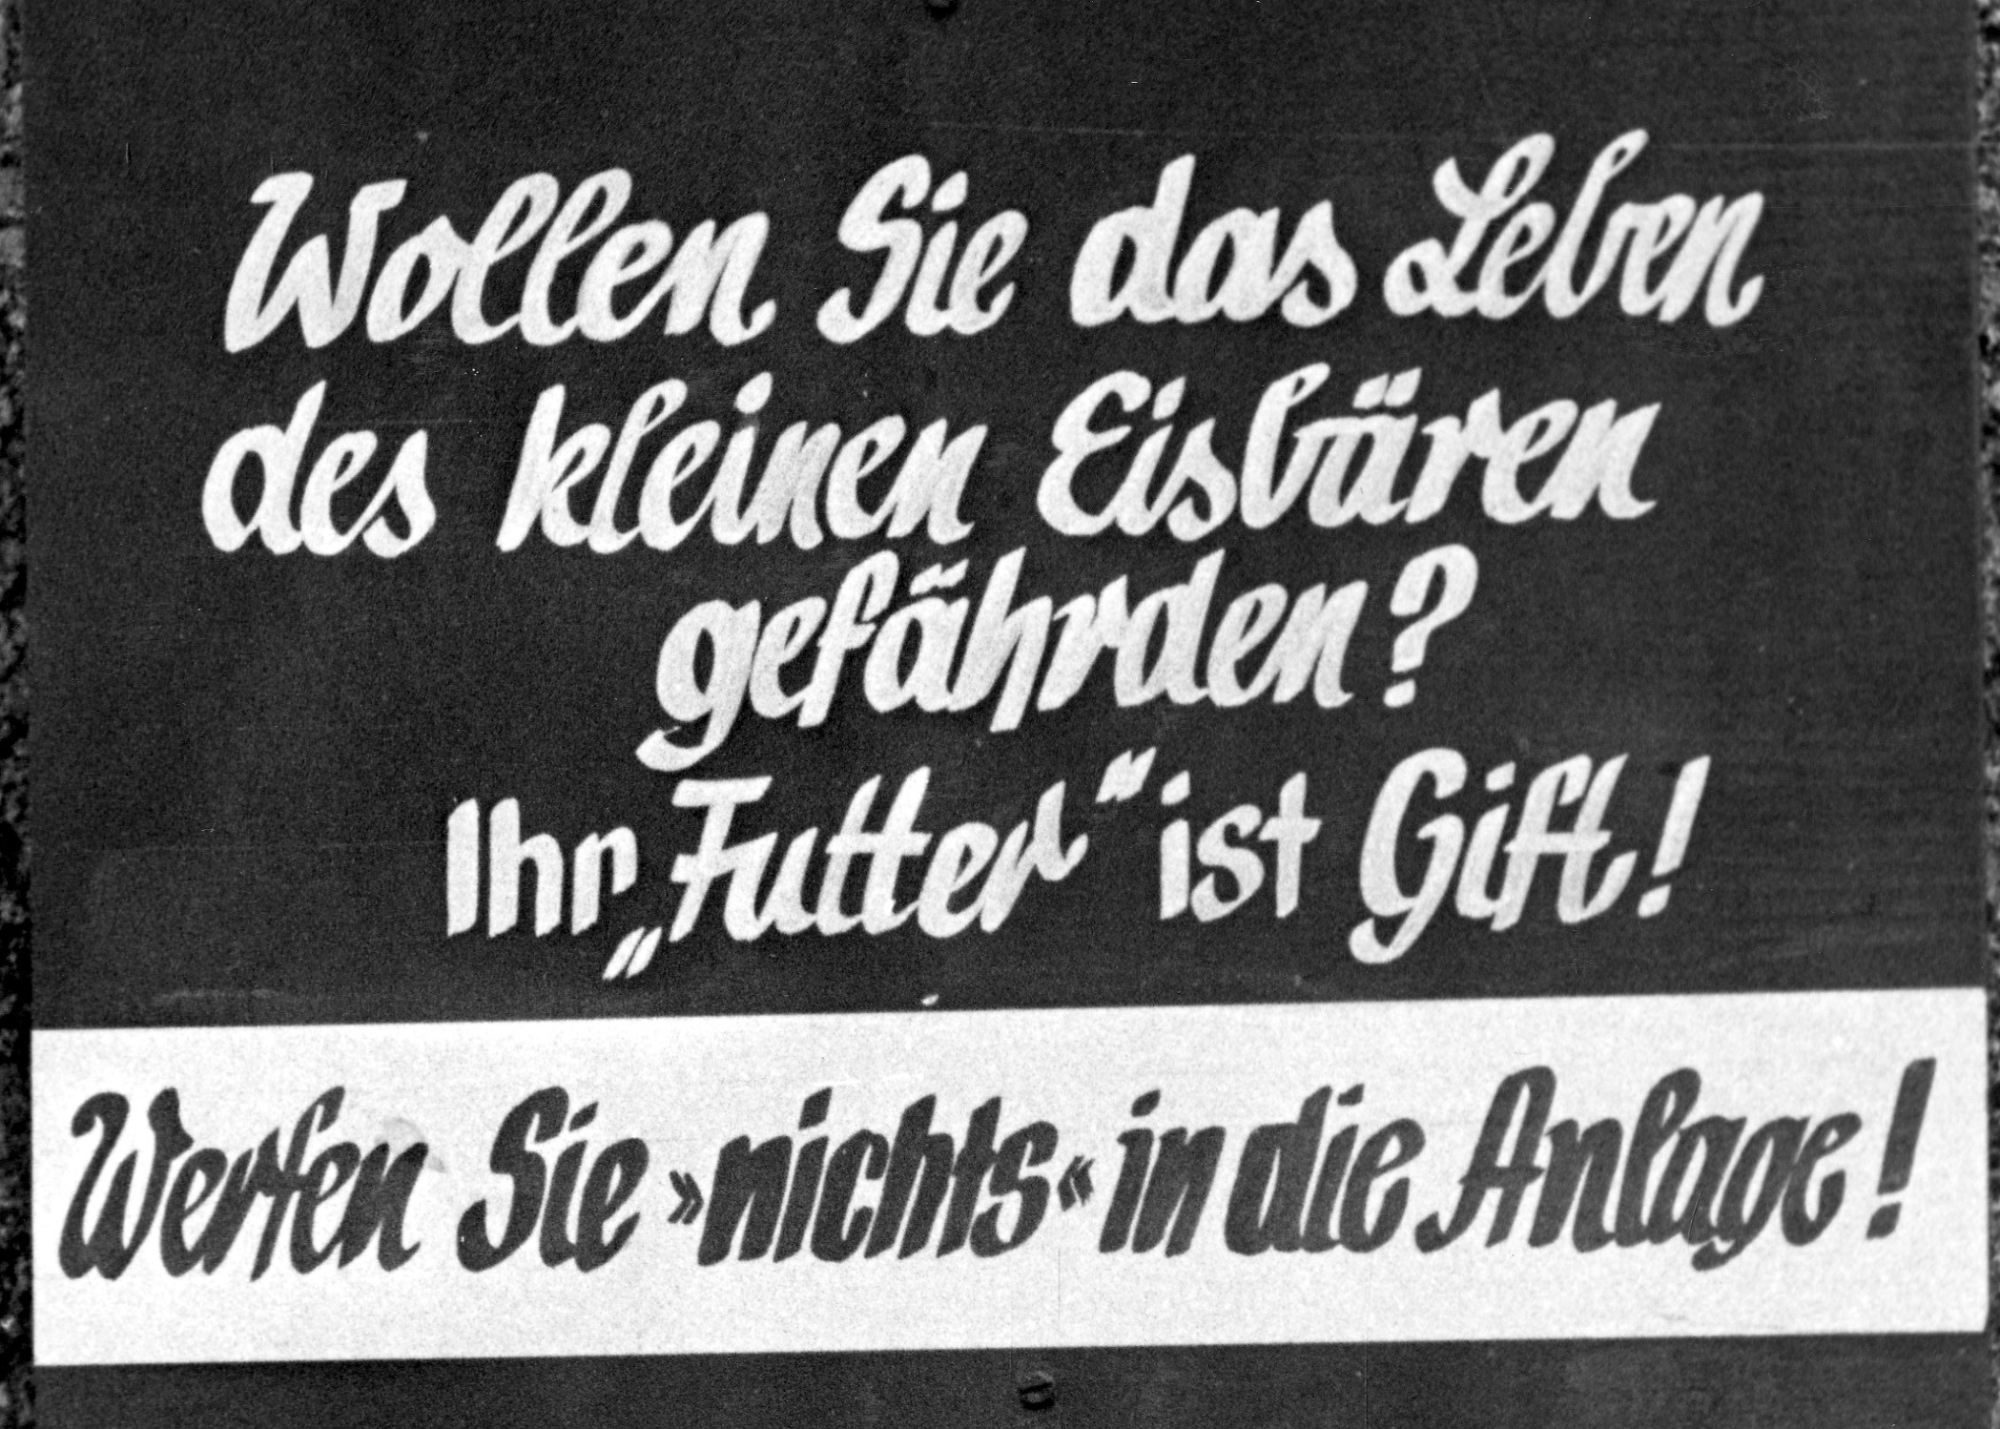 Wollen Sie das Leben
des kleinen Eisbären
gefährden?
Ihr „Futter“ ist Gift!
Werfen Sie »nichts« in die Anlage!